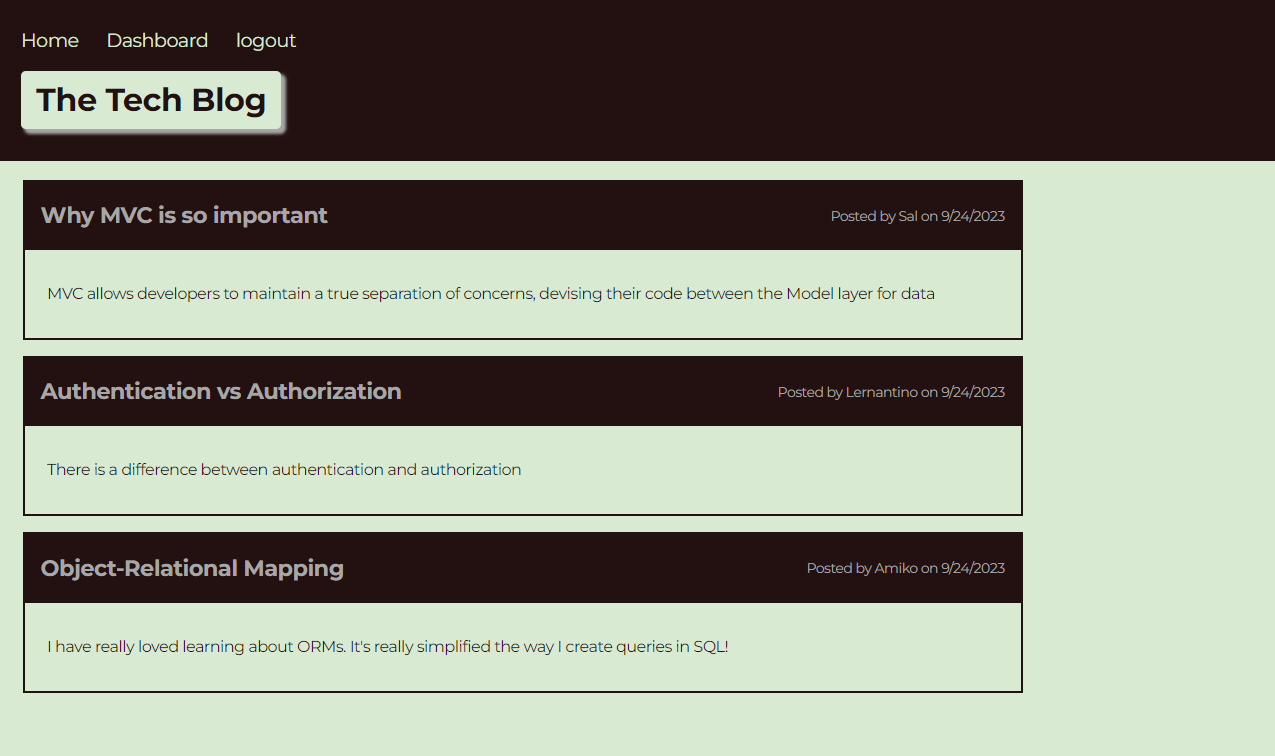 Home Dashboard logout
The Tech Blog
Why MVC is so important Posted by Sal on 9/24/2023
MVC allows developers to maintain a true separation of concerns, devising their code between the Model layer for data
Authentication vs Authorization Posted by Lernantino on 9/24/2023
There is a difference between authentication and authorization
Object-Relational Mapping Posted by Amiko on 9/24/2023
I have really loved learning about ORMs. It's really simplified the way I create queries in SQL!